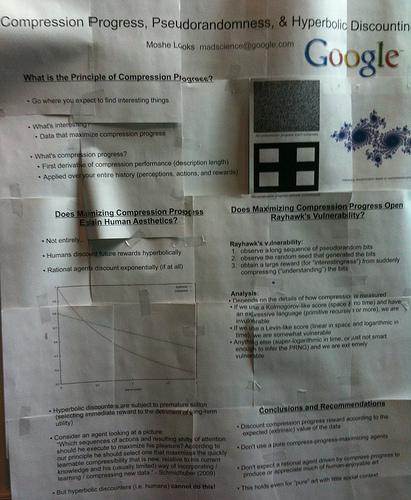 Compression Progress, Pseudorandomness, & Hyperbolic Discounting
Moshe Looks madscience@google.com
Google
What is the Principle of Compression Progress?
• Go where you expect to find interesting things
• What's interesting?
• Data that maximize compression progress
• What's compression progress?
• First derivative of compression performance (description length)
• Applied over your entire history (perceptions, actions, and rewards)
Does Maximizing Compression Progress
Explain Human Aesthetics?
• Not entirely...
• Humans discount future rewards hyperbolically
• Rational agents discount exponentially (if at all)
• Hyperbolic discounters are subject to premature
(selecting immediate reward to the detriment of long-term
utility)
• Consider an agent looking at a picture:
"Which sequences of actions and resulting shifts of attention
should he execute to maximize his pleasure? According to
our principle he should select one that maximises the quickly
learnable compressibility that is new, relative to his current
knowledge and his (usually limited) way of incorporating /
learning / compressing new data". - Schmidhuber (2009)
• But hyperbolic discounters (i.e. humans) cannot do this!
Does Maximizing Compression Progress Open
Rayhawk's Vulnerability?
Rayhawk's vulnerability:
1. observe a long sequence of pseudorandom bits
2. observe the random seed that generated the bits
3. obtain a large reward (for "interestingness") from suddenly
compressing ("understanding") the bits
Analysis:
• Depends on the details of how compression is measured
• If we use a Kolmogorov-like score (space & no time) and have
an expressive language (primitive recursive or more), we are
invulnerable
• If we use a Levin-like score (linear in space and logarithmic in
time), we are somewhat vulnerable
• Anything else (super-logarithmic in time, or just not smart
enough to infer the PRNG) and we are extremely
vulnerable
Conclusions and Recommendations
• Discount compression progress reward according to the
expected (extrinsic) value of the data
• Don't use a pure compress-progress-maximizing agents
• Don't expect a rational agent driven by compress progress to
produce or appreciate much of human-enjoyable art
• This holds even for "pure" art with little social context!